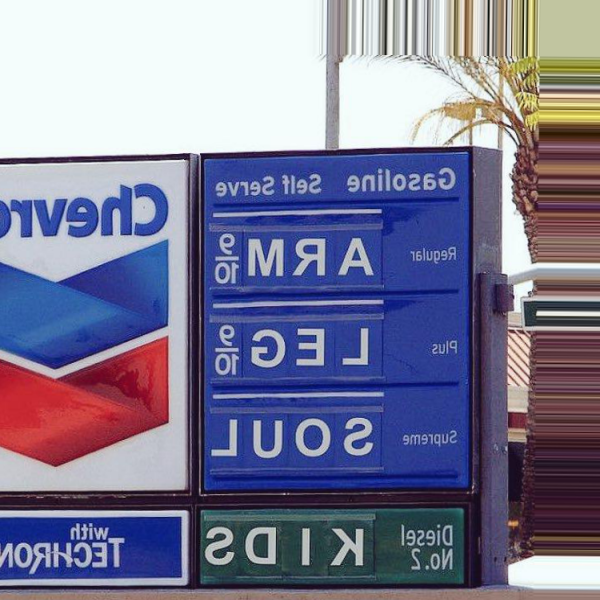 Chevro
with
TECHRON
Gasoline Self Serve
Regular ARM 9/10
Plus LEG 9/10
Supreme SOUL
Diesel No.2 KIDS